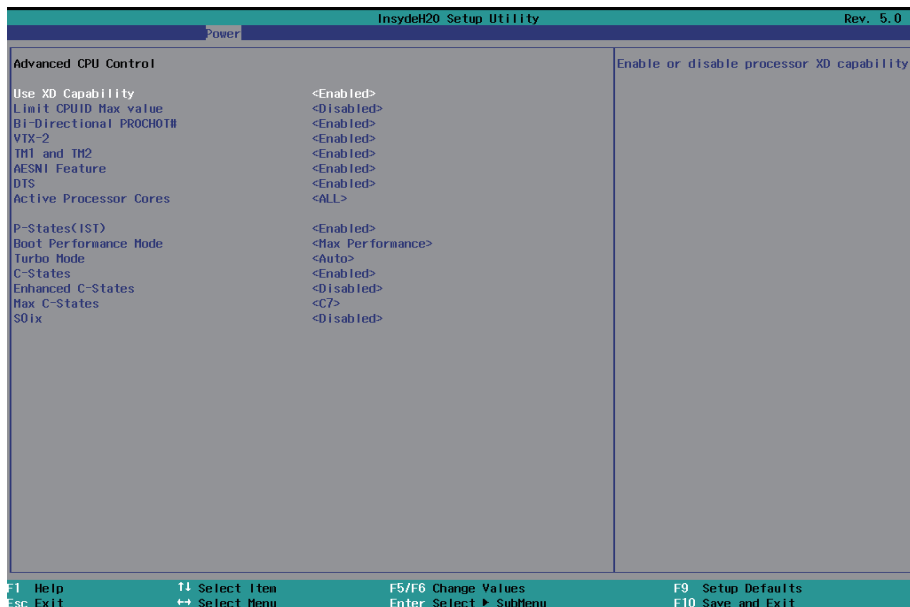 InsydeH2O Setup Utility Rev. 5.0
Power
Advanced CPU Control
Enable or disable processor XD capability
Use XD Capability <Enabled>
Limit CPUID Max value <Disabled>
Bi-Directional PROCHOT# <Enabled>
VTX-2 <Enabled>
TM1 and TM2 <Enabled>
AESNI Feature <Enabled>
DTS <Enabled>
Active Processor Cores <ALL>
P-States(IST) <Enabled>
Boot Performance Mode <Max Performance>
Turbo Mode <Auto>
C-States <Enabled>
Enhanced C-States <Disabled>
Max C-States <C7>
S0ix <Disabled>
F1 Help ↑↓ Select Item F5/F6 Change Values F9 Setup Defaults
Esc Exit ↔ Select Menu Enter Select ▶ SubMenu F10 Save and Exit